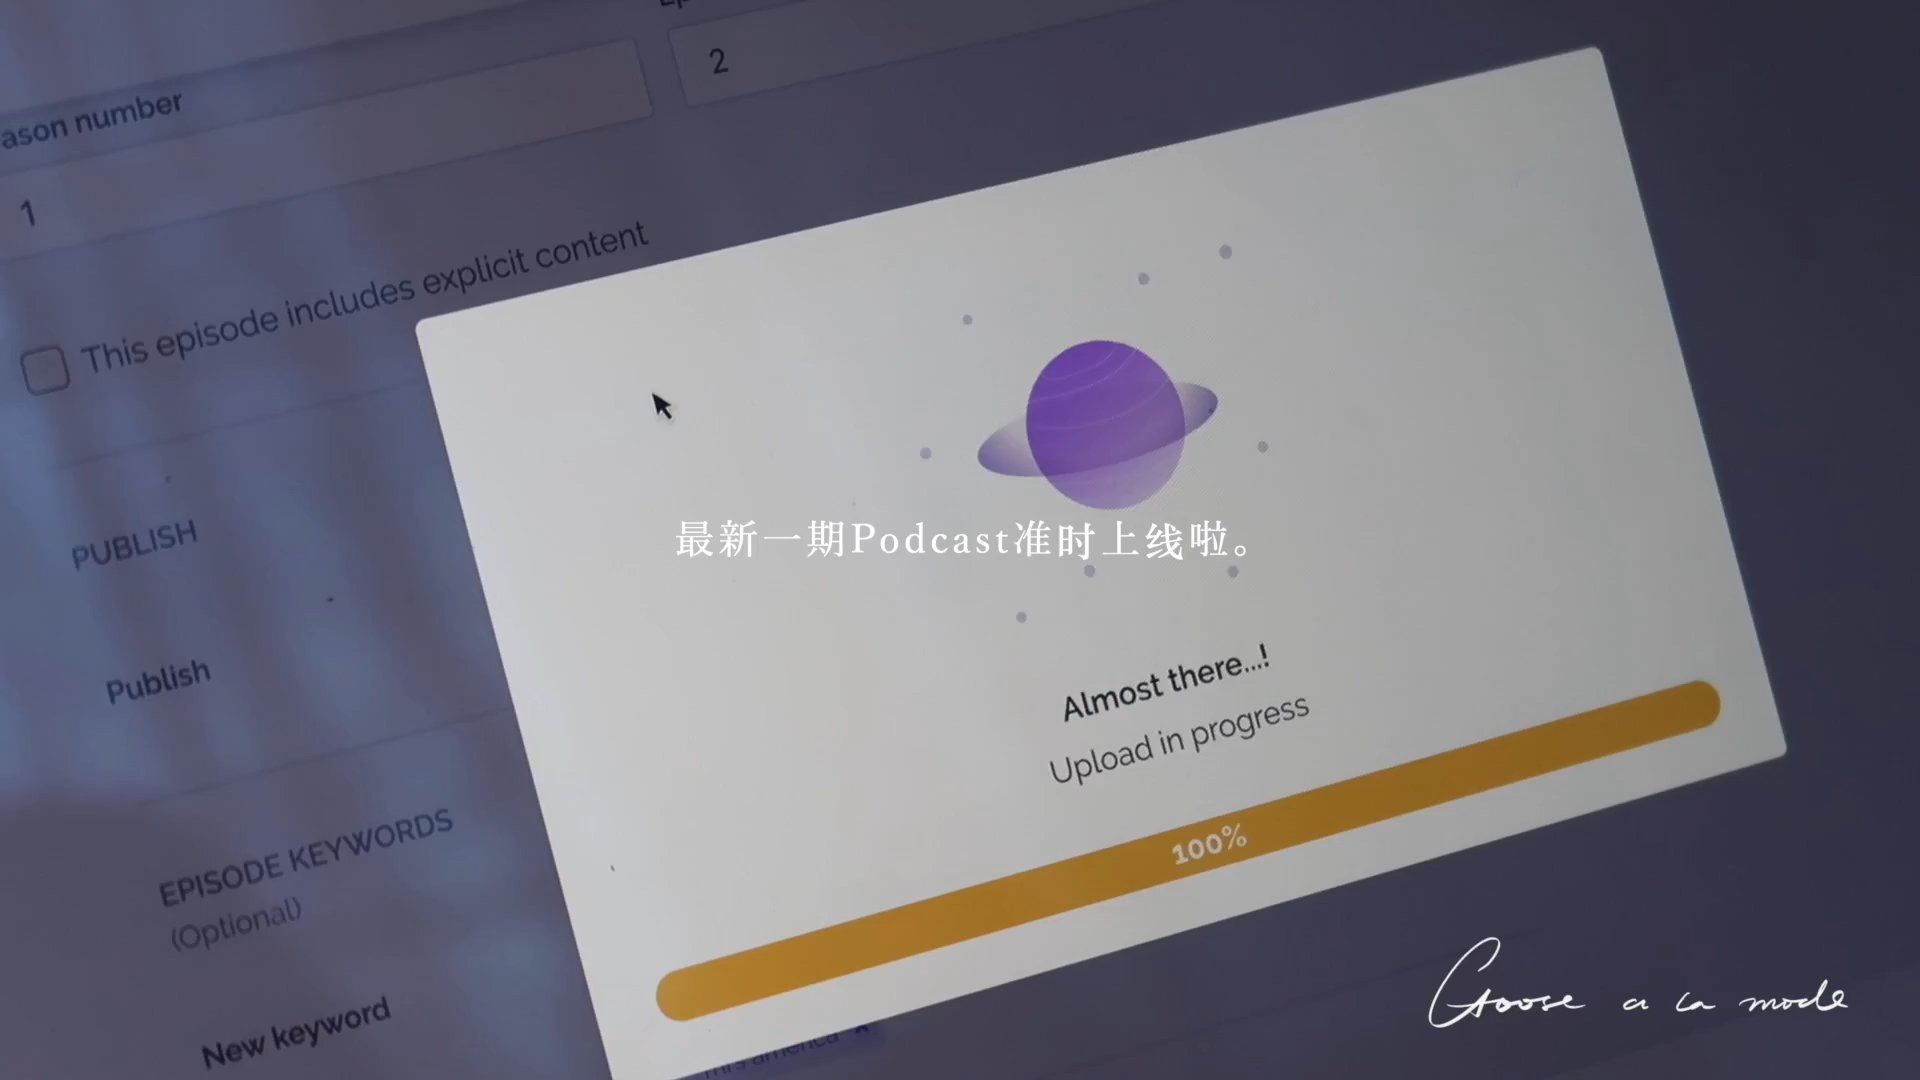 2
ason number
1
This episode includes explicit content
PUBLISH
最新一期Podcast准时上线啦。
Publish
Almost there...!
Upload in progress
100%
EPISODE KEYWORDS
(Optional)
New keyword
Goose a la mode
america